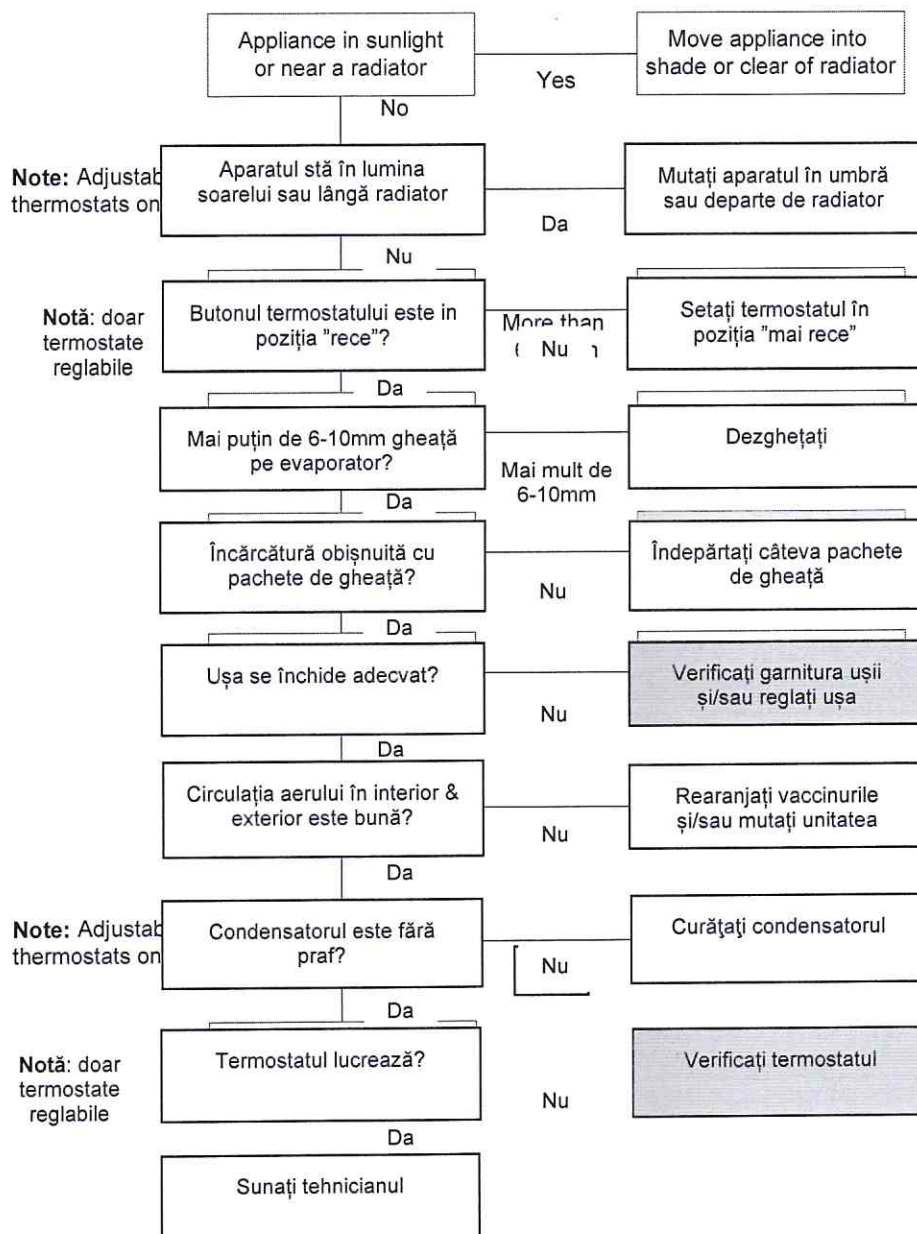 Appliance in sunlight
or near a radiator
Yes
Move appliance into
shade or clear of radiator
No
Note: Adjustab
thermostats on
Aparatul stă în lumina
soarelui sau lângă radiator
Da
Mutați aparatul în umbră
sau departe de radiator
Nu
Notă: doar
termostate
reglabile
Butonul termostatului este in
poziția ”rece”?
More than
Nu
Setați termostatul în
poziția ”mai rece”
Da
Mai puțin de 6-10mm gheață
pe evaporator?
Mai mult de
6-10mm
Dezghețați
Da
Încărcătură obișnuită cu
pachete de gheață?
Nu
Îndepărtați câteva pachete
de gheață
Da
Ușa se închide adecvat?
Nu
Verificați garnitura ușii
și/sau reglați ușa
Da
Circulația aerului în interior &
exterior este bună?
Nu
Rearanjați vaccinurile
și/sau mutați unitatea
Da
Note: Adjustab
thermostats on
Condensatorul este fără
praf?
Nu
Curăţaţi condensatorul
Da
Notă: doar
termostate
reglabile
Termostatul lucrează?
Nu
Verificați termostatul
Da
Sunați tehnicianul